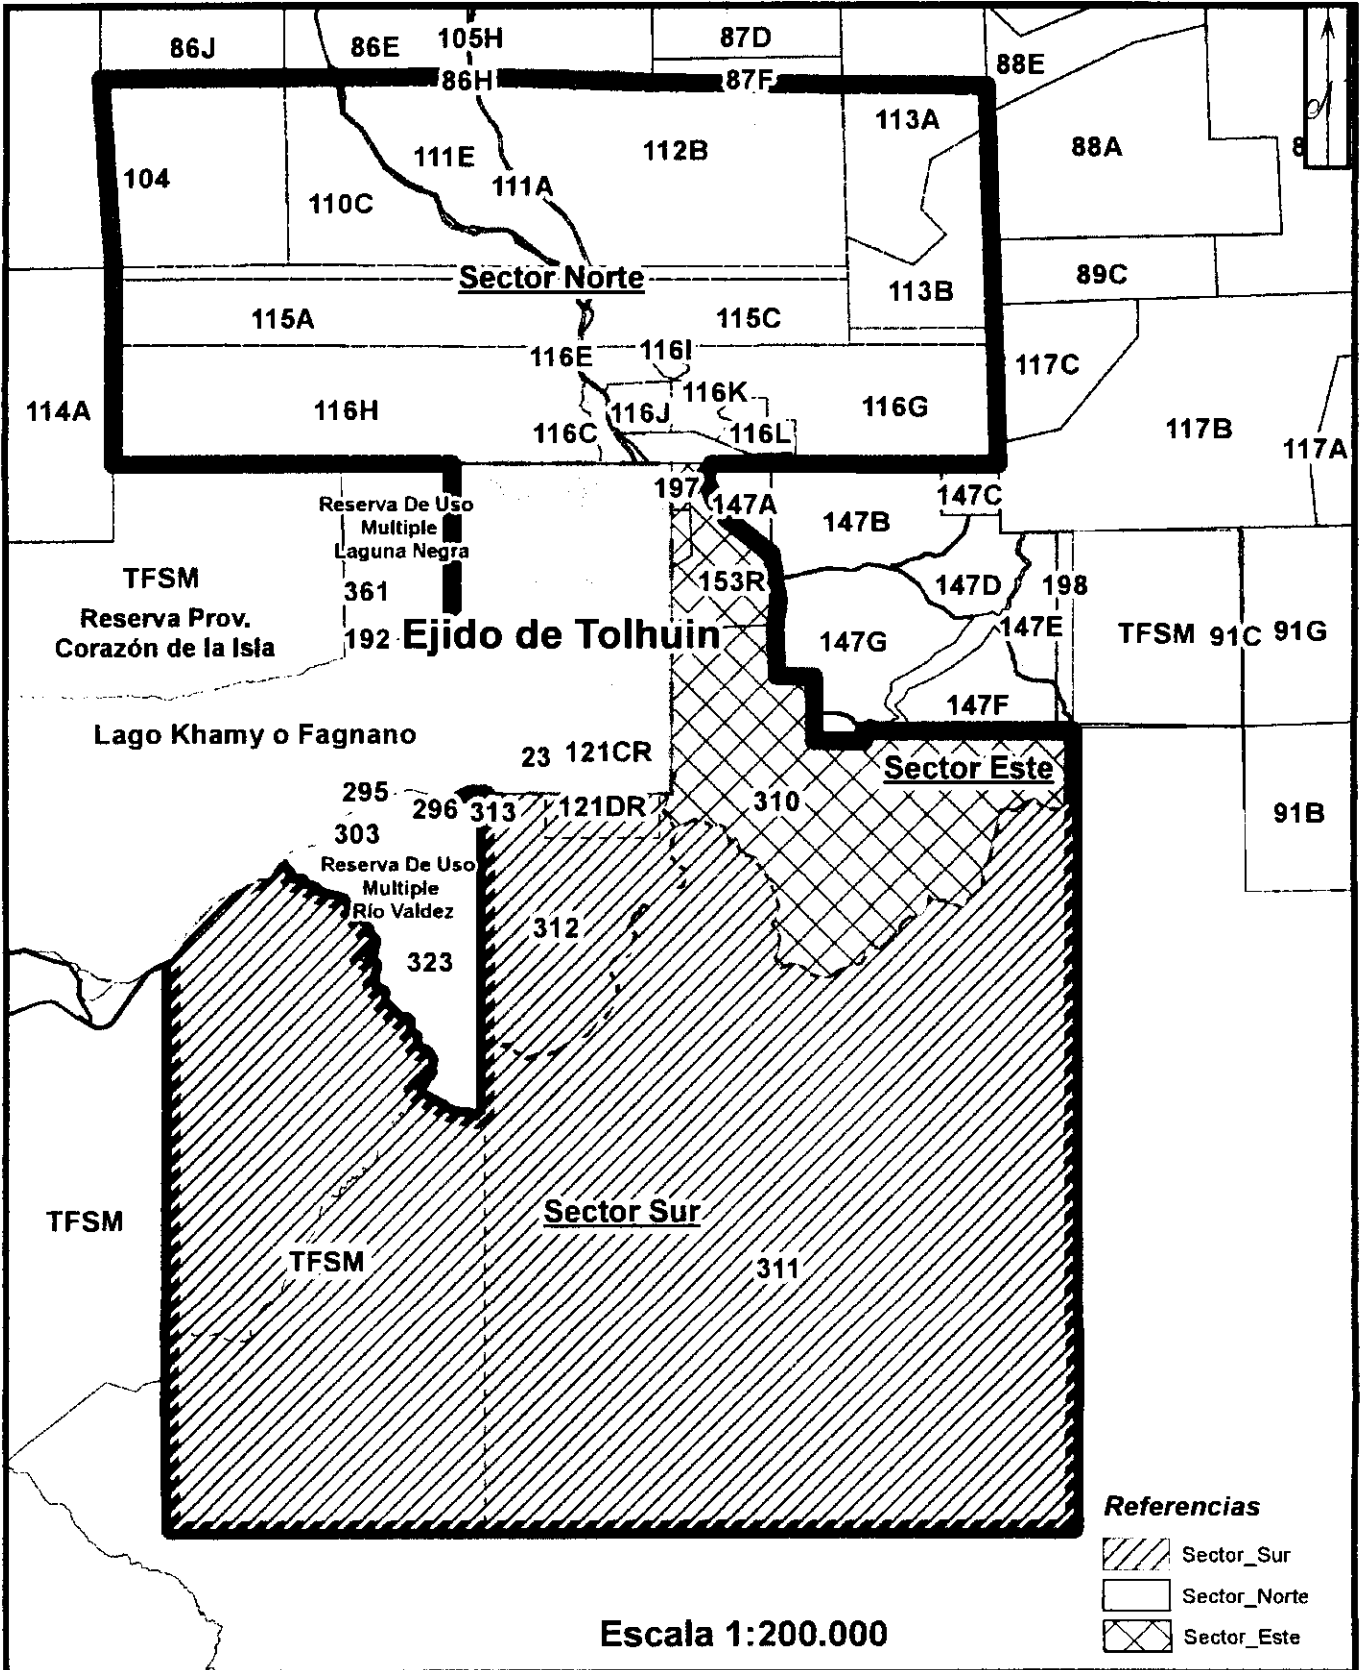 86J
86E
105H
87D
88E
86H
87F
113A
104
111E
112B
88A
8
111A
110C
Sector Norte
89C
113B
115A
115C
116E
116I
117C
116K
114A
116H
116J
116G
116C
116L
117B
117A
197
147A
147C
147B
Reserva De Uso
Multiple
Laguna Negra
TFSM
361
153R
147D
198
Reserva Prov.
Corazón de la Isla
192
Ejido de Tolhuin
147G
147E
TFSM
91C
91G
147F
Lago Khamy o Fagnano
23
121CR
Sector Este
295
296
313
121DR
310
91B
303
Reserva De Uso
Multiple
Río Valdez
312
323
TFSM
Sector Sur
TFSM
311
Referencias
Sector_Sur
Sector_Norte
Sector_Este
Escala 1:200.000